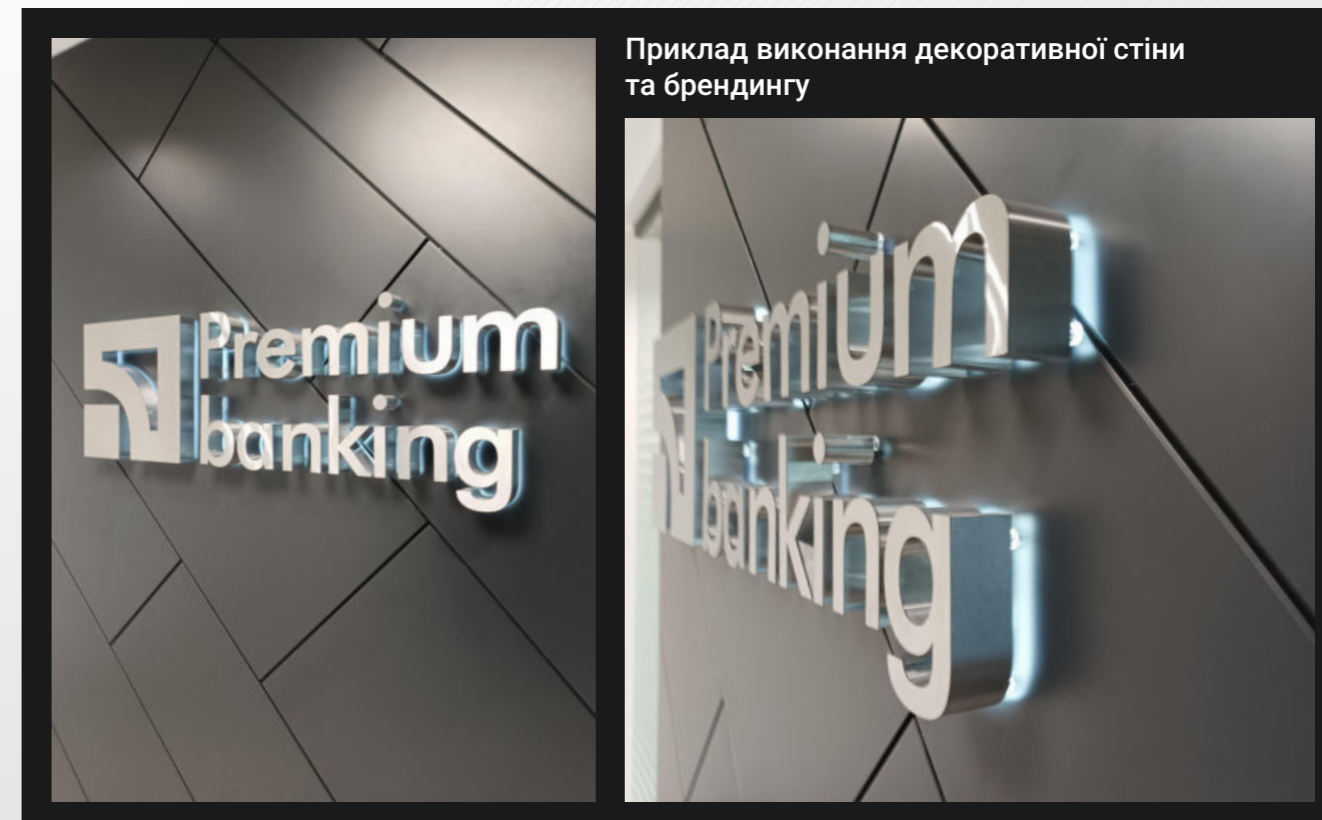 Приклад виконання декоративної стіни
та брендингу
Premium
banking
Premium
banking